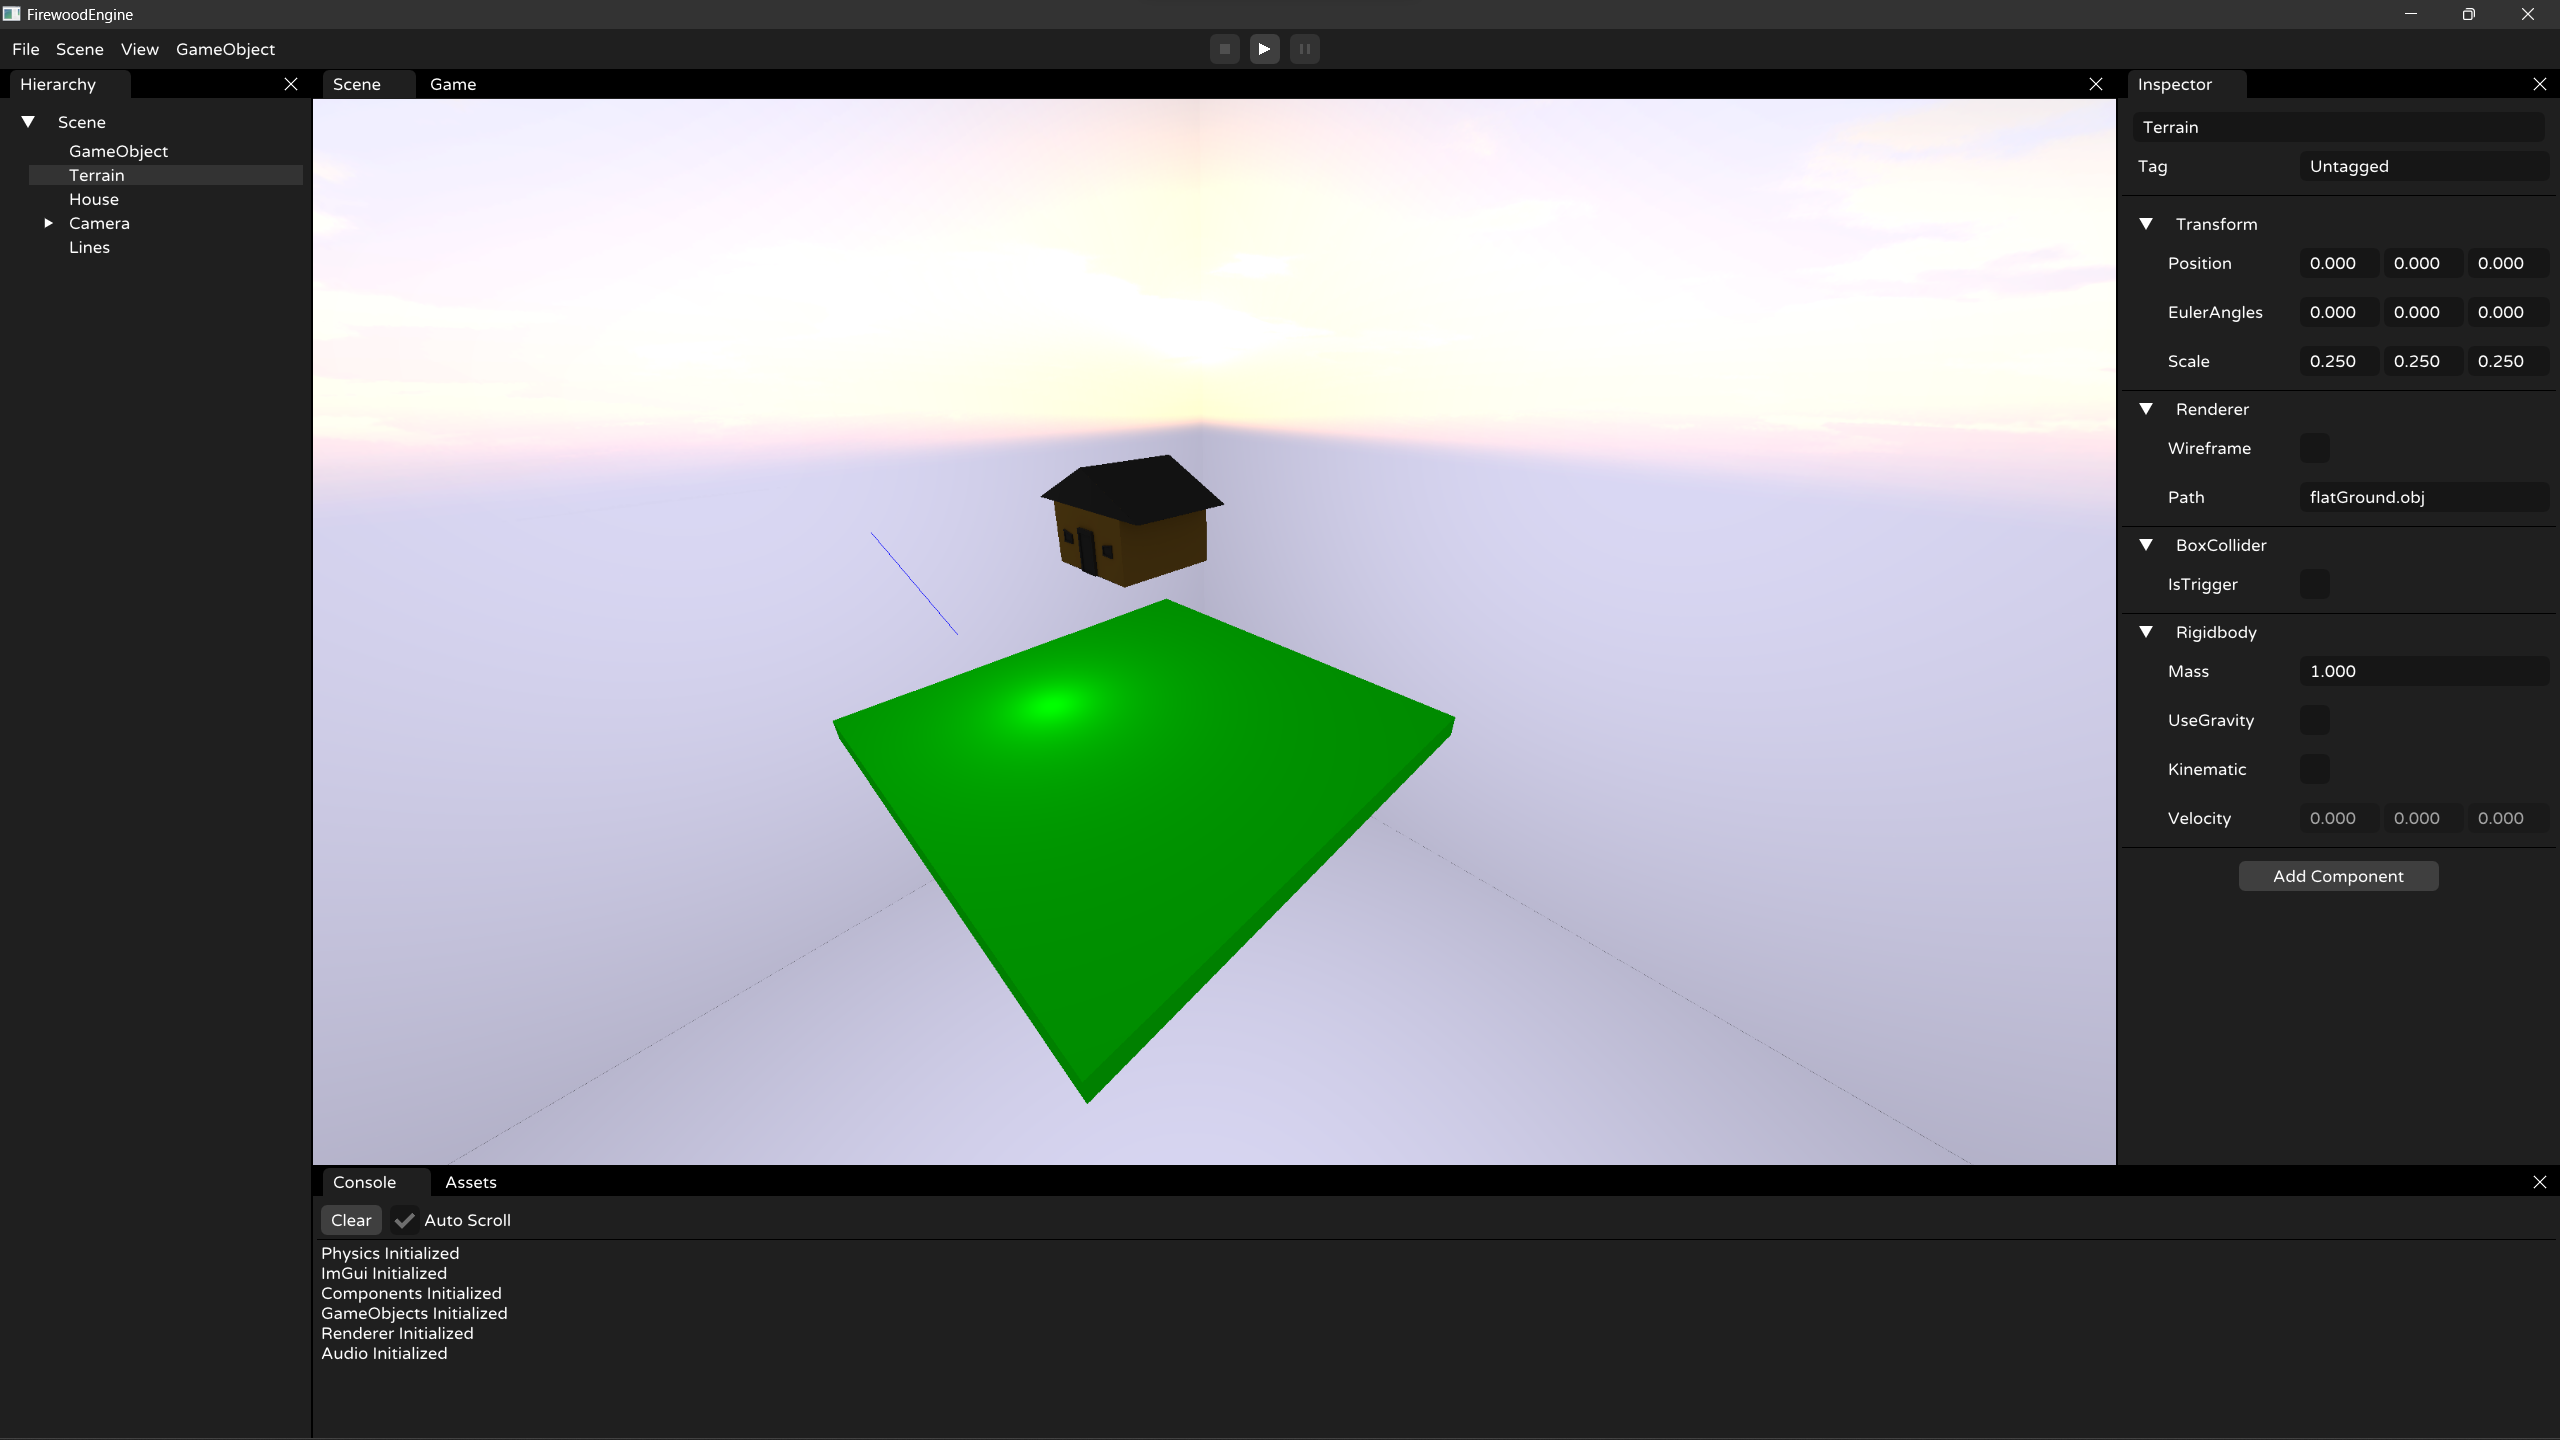 FirewoodEngine
File Scene View GameObject
Hierarchy
Scene
GameObject
Terrain
House
Camera
Lines
Scene Game
Inspector
Terrain
Tag Untagged
Transform
Position 0.000 0.000 0.000
EulerAngles 0.000 0.000 0.000
Scale 0.250 0.250 0.250
Renderer
Wireframe
Path flatGround.obj
BoxCollider
IsTrigger
Rigidbody
Mass 1.000
UseGravity
Kinematic
Velocity 0.000 0.000 0.000
Add Component
Console Assets
Clear Auto Scroll
Physics Initialized
ImGui Initialized
Components Initialized
GameObjects Initialized
Renderer Initialized
Audio Initialized